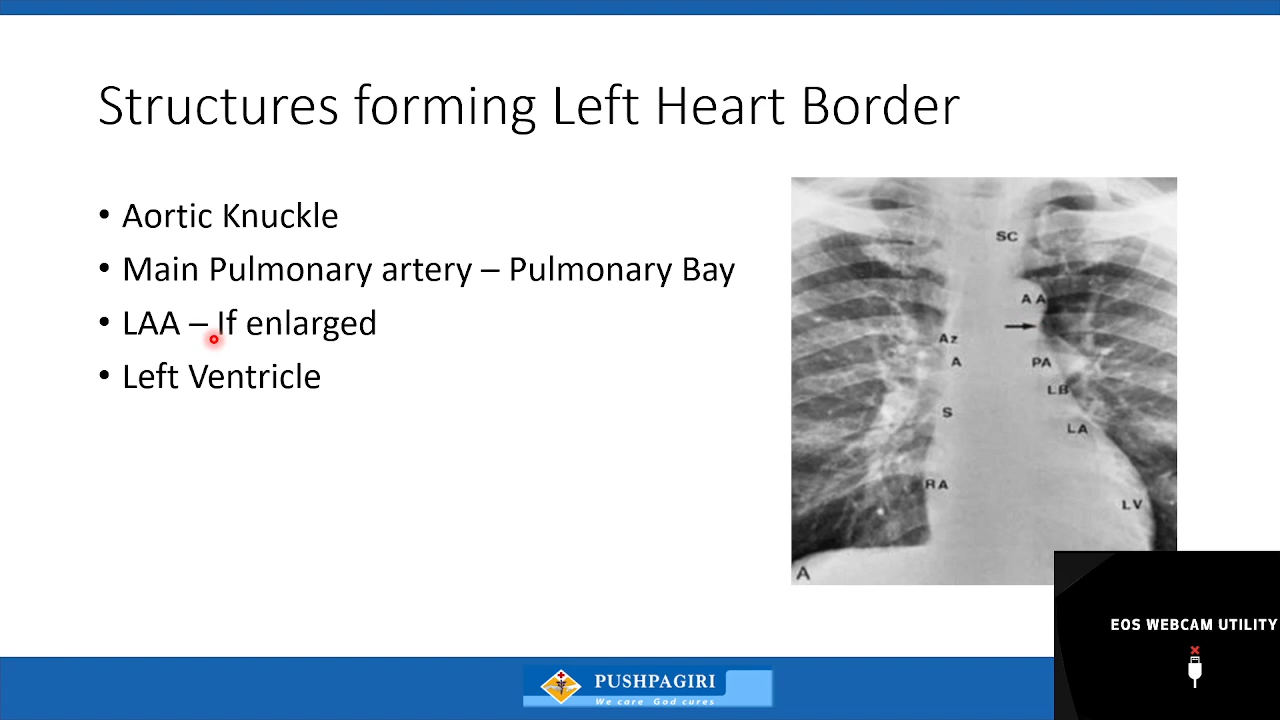 Structures forming Left Heart Border
• Aortic Knuckle
• Main Pulmonary artery – Pulmonary Bay
• LAA – If enlarged
• Left Ventricle
SC
A A
Az
A
PA
LB
S
LA
RA
LV
A
EOS WEBCAM UTILITY
PUSHPAGIRI
We care God cures